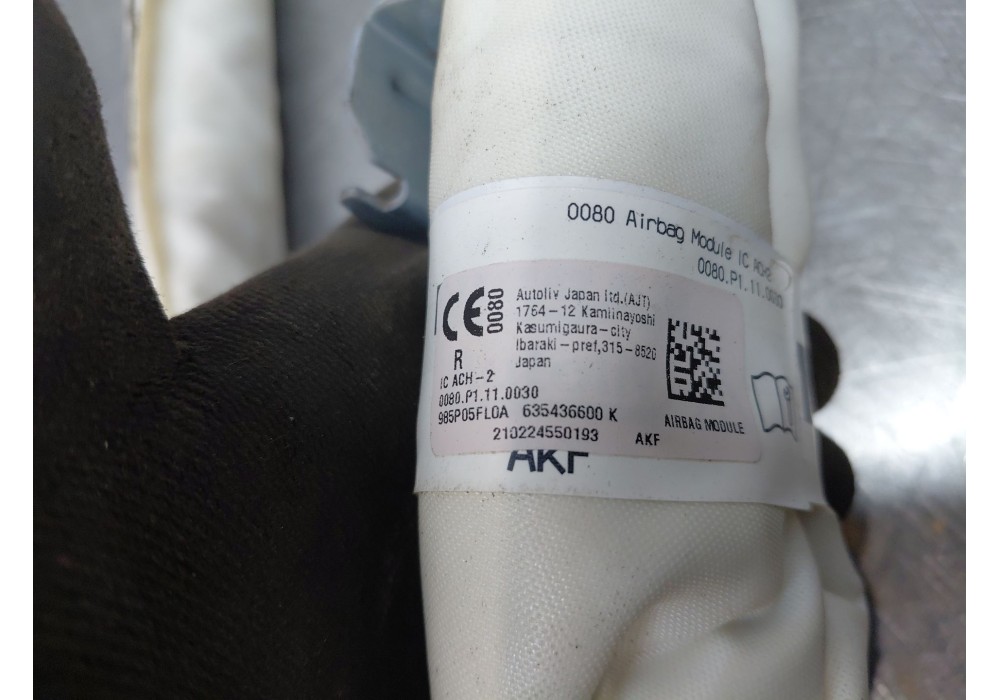 0080 Airbag Module IC ACH-2
0080.P1.11.0030
CE 0080
Autoliv Japan ltd.(AJT)
1764-12 Kamiinayoshi
Kasumigaura-city
Ibaraki-pref,315-8520
Japan
R
IC ACH-2
0080.P1.11.0030
985P05FL0A 635436600 K
AIRBAG MODULE
210224550193 AKF
AKF